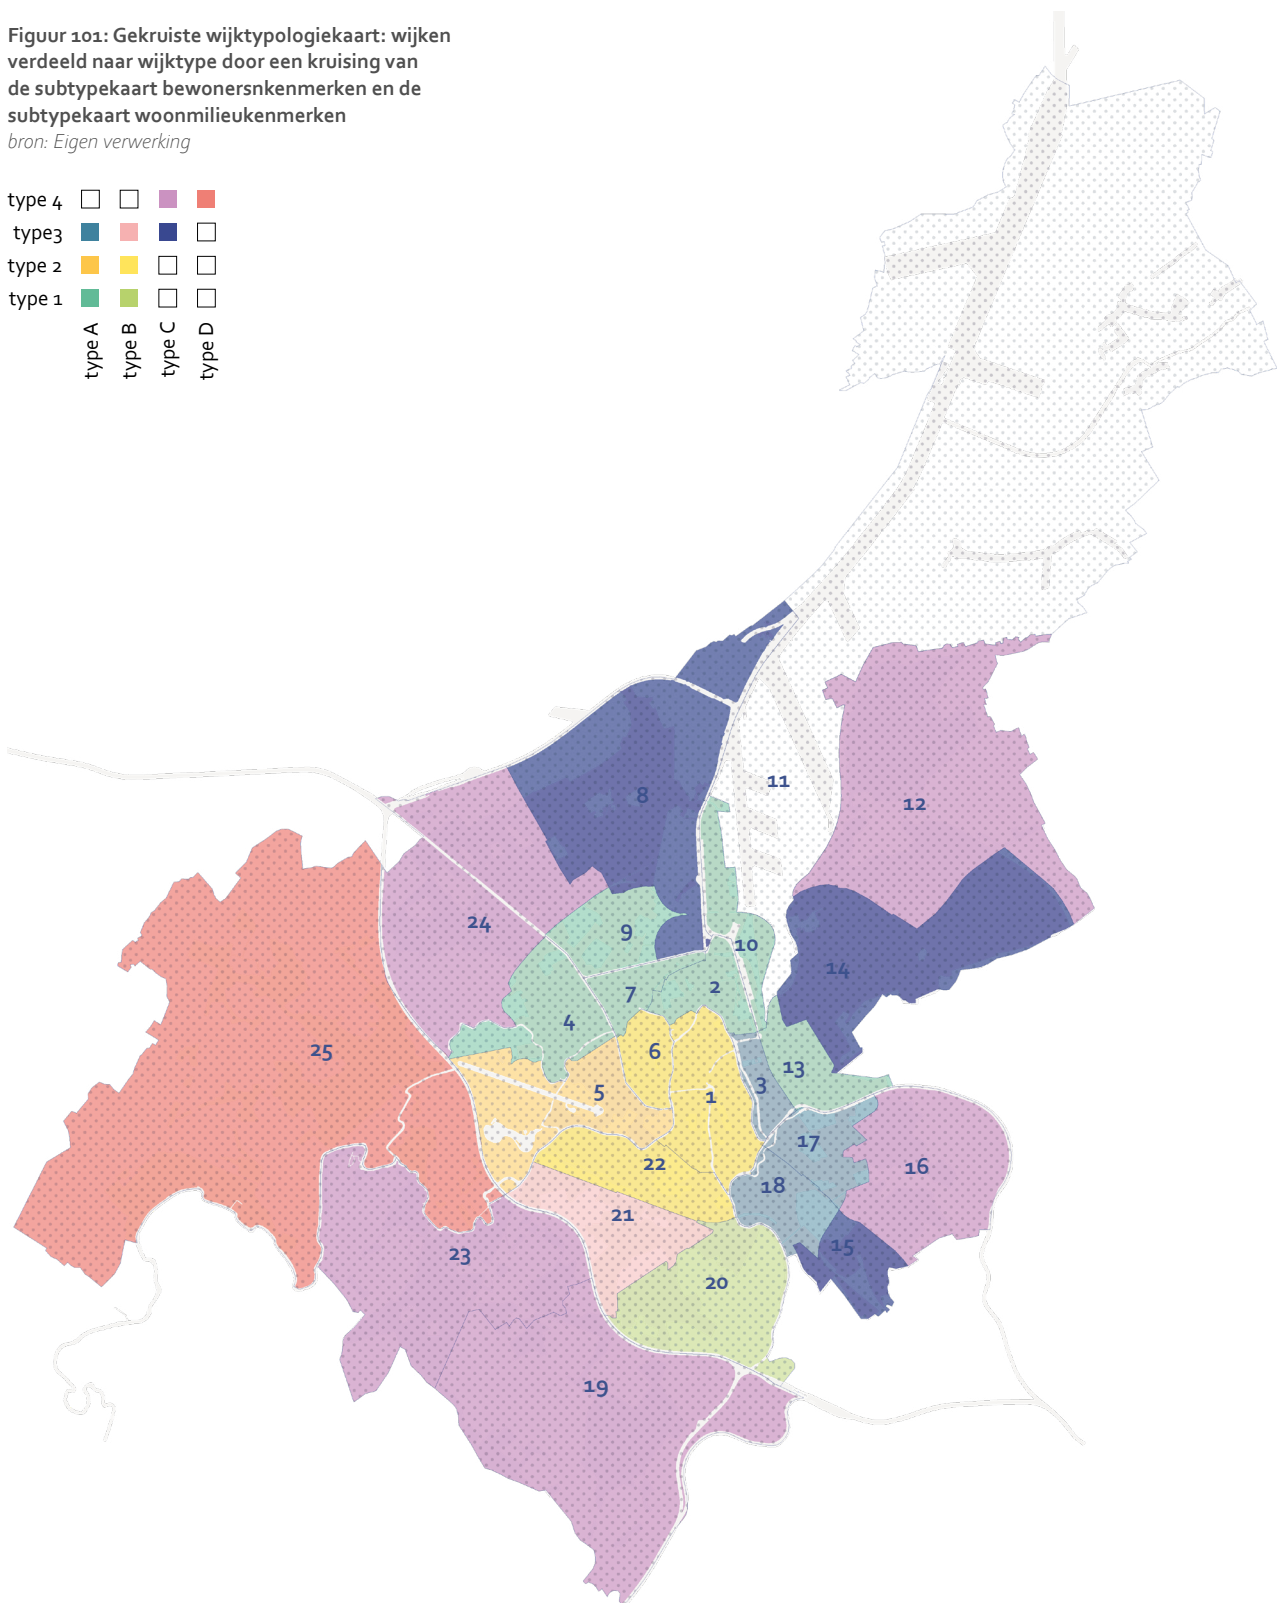 Figuur 101: Gekruiste wijktypologiekaart: wijken
verdeeld naar wijktype door een kruising van
de subtypekaart bewonersnkenmerken en de
subtypekaart woonmilieukenmerken
bron: Eigen verwerking
type 4
type3
type 2
type 1
type A
type B
type C
type D
11
8
12
24
9
10
14
7
2
4
25
6
13
3
5
1
17
22
16
18
21
15
23
20
19